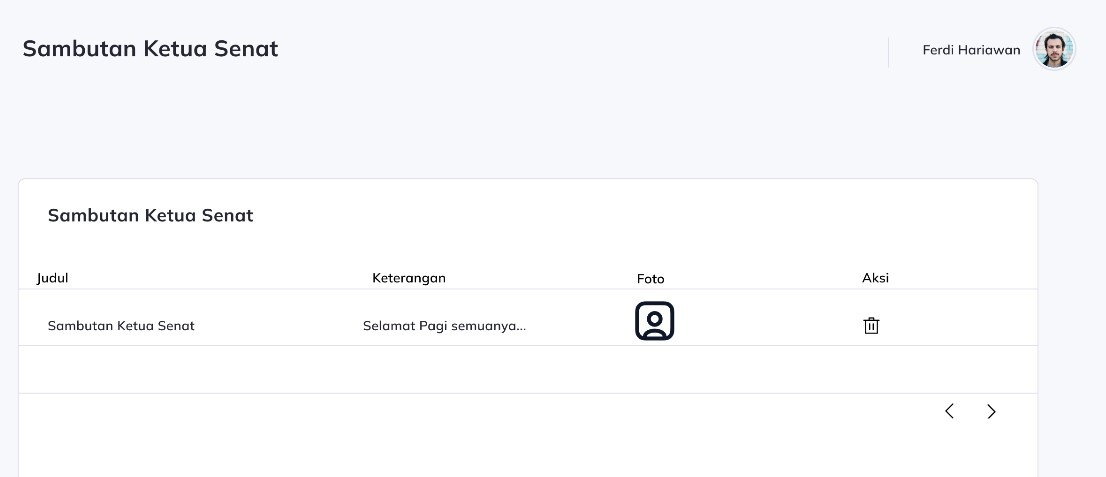 Sambutan Ketua Senat
Ferdi Hariawan
Sambutan Ketua Senat
Judul Keterangan Foto Aksi
Sambutan Ketua Senat Selamat Pagi semuanya...